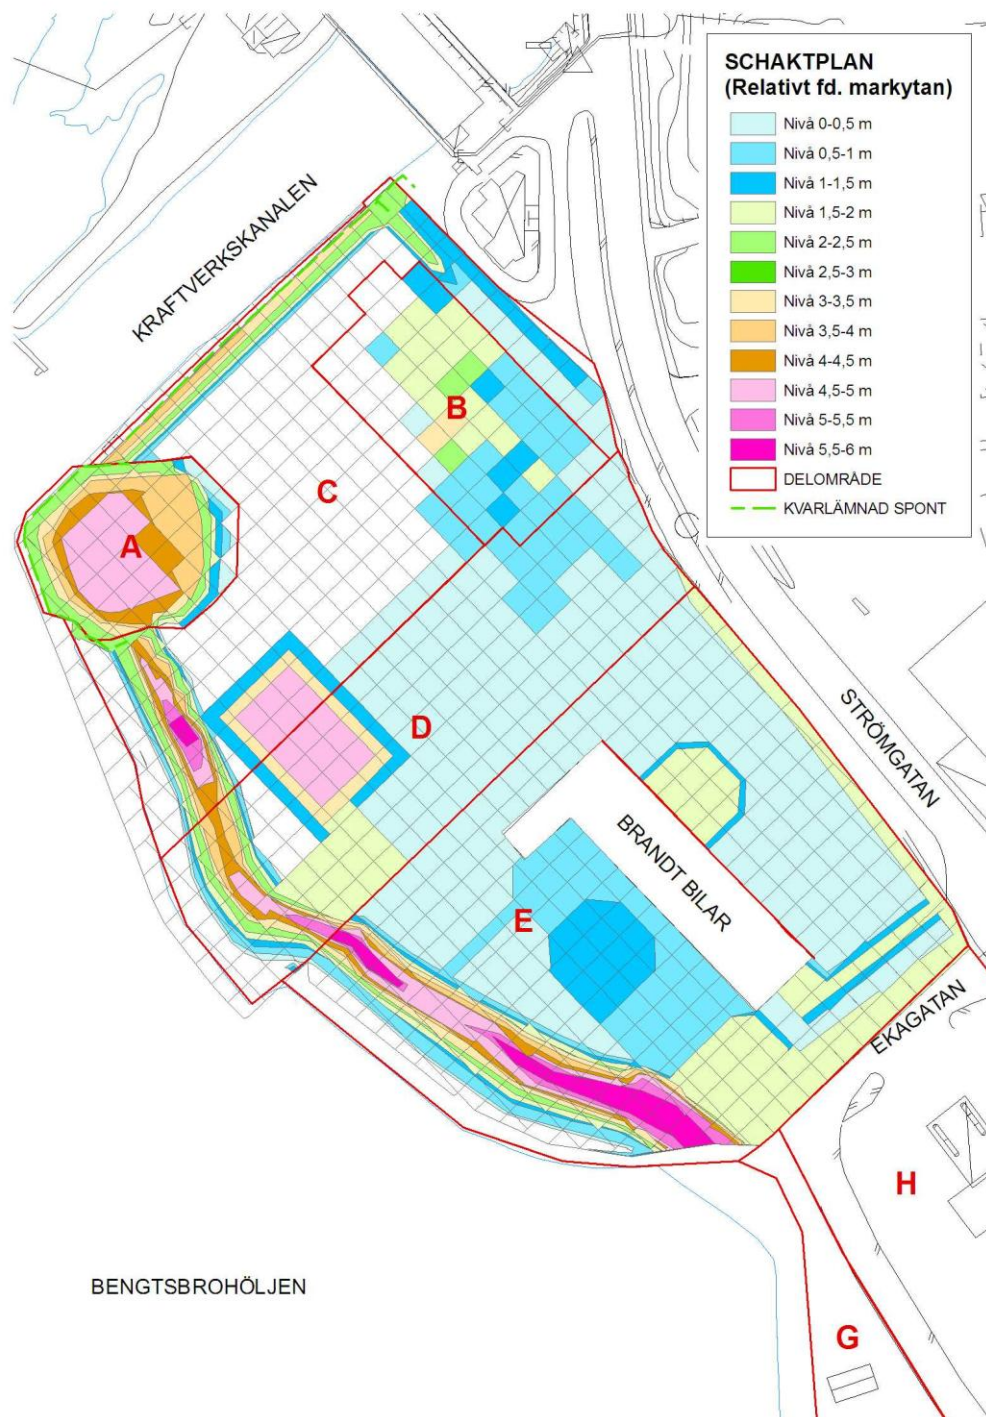 SCHAKTPLAN
(Relativt fd. markytan)
Nivå 0-0,5 m
Nivå 0,5-1 m
Nivå 1-1,5 m
Nivå 1,5-2 m
Nivå 2-2,5 m
Nivå 2,5-3 m
Nivå 3-3,5 m
Nivå 3,5-4 m
Nivå 4-4,5 m
Nivå 4,5-5 m
Nivå 5-5,5 m
Nivå 5,5-6 m
DELOMRÅDE
KVARLÄMNAD SPONT
KRAFTVERKSKANALEN
B
C
A
D
STRÖMGATAN
BRANDT BILAR
E
EKAGATAN
H
BENGTSBROHÖLJEN
G